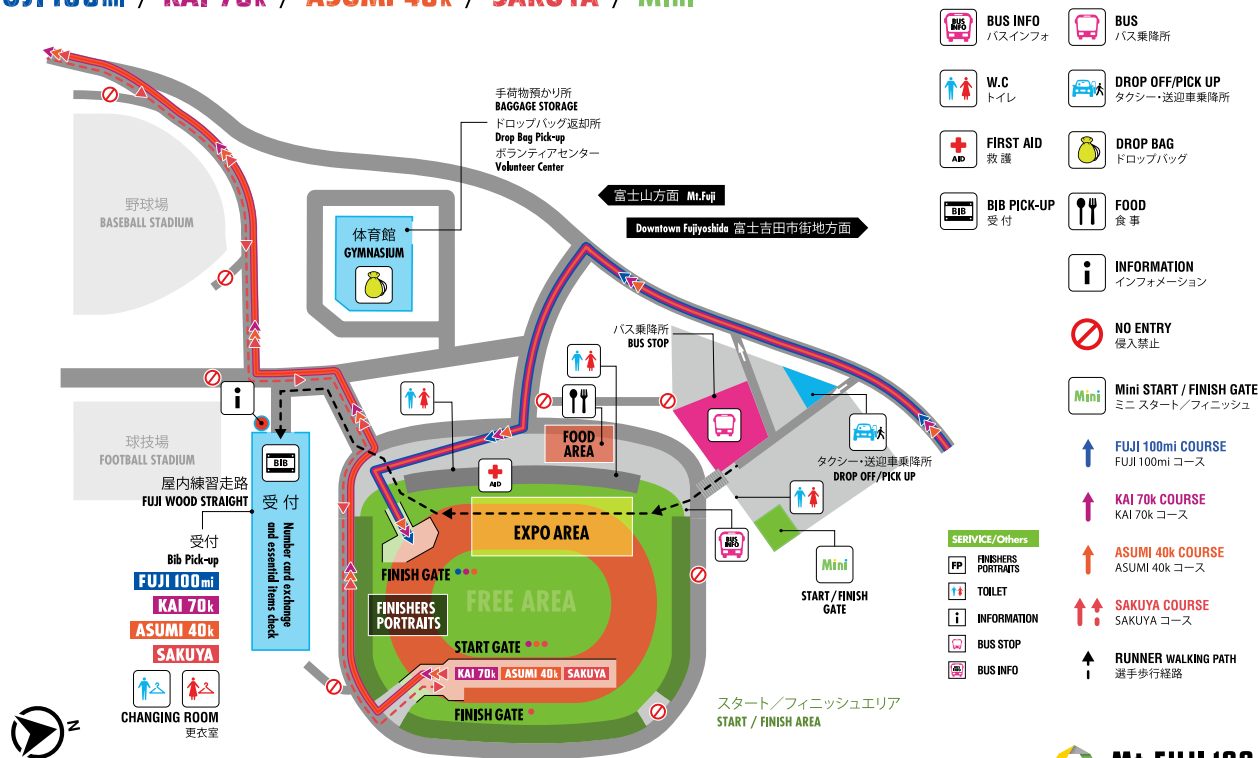 FUJI 100mi / KAI 70k / ASUMI 40k / SAKUYA / Mini
手荷物預かり所
BAGGAGE STORAGE
ドロップバッグ返却所
Drop Bag Pick-up
ボランティアセンター
Volunteer Center
富士山方面 Mt.Fuji
Downtown Fujiyoshida 富士吉田市街地方面
野球場
BASEBALL STADIUM
体育館
GYMNASIUM
バス乗降所
BUS STOP
球技場
FOOTBALL STADIUM
屋内練習走路
FUJI WOOD STRAIGHT
受付
Bib Pick-up
FUJI 100mi
KAI 70k
ASUMI 40k
SAKUYA
CHANGING ROOM
更衣室
N
i
BIB
受付
Number card exchange
and essential items check
AID
FOOD
AREA
EXPO AREA
FREE AREA
FINISH GATE
FINISHERS
PORTRAITS
START GATE
KAI 70k
ASUMI 40k
SAKUYA
FINISH GATE
タクシー・送迎車乗降所
DROP OFF/PICK UP
BUS
INFO
Mini
START / FINISH
GATE
スタート／フィニッシュエリア
START / FINISH AREA
BUS
INFO
BUS INFO
バスインフォ
BUS
バス乗降所
W.C
トイレ
DROP OFF/PICK UP
タクシー・送迎車乗降所
AID
FIRST AID
救護
DROP BAG
ドロップバッグ
BIB
BIB PICK-UP
受付
FOOD
食事
i
INFORMATION
インフォメーション
NO ENTRY
侵入禁止
Mini
Mini START / FINISH GATE
ミニ スタート／フィニッシュ
FUJI 100mi COURSE
FUJI 100mi コース
KAI 70k COURSE
KAI 70k コース
ASUMI 40k COURSE
ASUMI 40k コース
SAKUYA COURSE
SAKUYA コース
RUNNER WALKING PATH
選手歩行経路
SERIVICE/Others
FP
FINISHERS
PORTRAITS
TOILET
i
INFORMATION
BUS STOP
BUS INFO